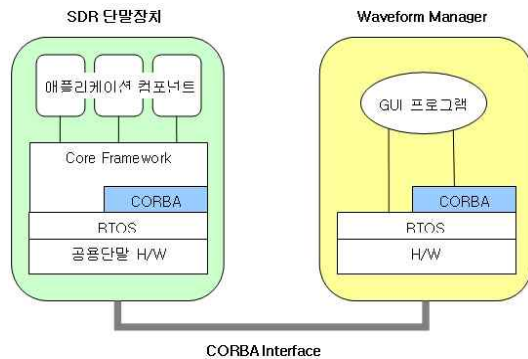 SDR 단말장치
Waveform Manager
애플리케이션 컴포넌트
Core Framework
CORBA
RTOS
공용단말 H/W
GUI 프로그램
CORBA
RTOS
H/W
CORBA Interface